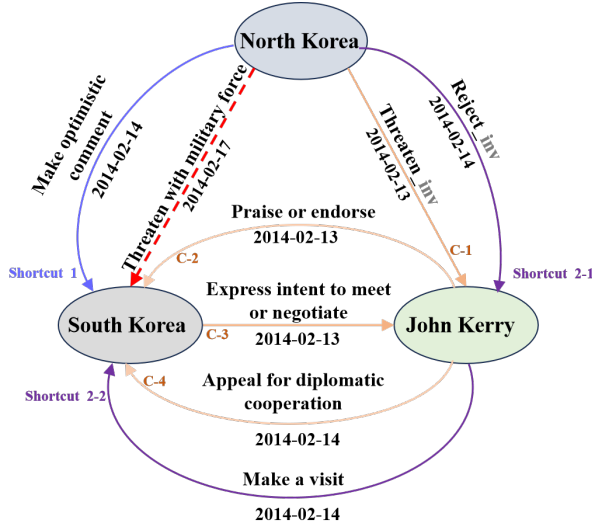 North Korea
Make optimistic
comment
2014-02-14
Threaten with military force
2014-02-17
Threaten_inv
2014-02-13
Reject_inv
2014-02-14
Praise or endorse
2014-02-13
C-2
C-1
Shortcut 1
Shortcut 2-1
Express intent to meet
or negotiate
South Korea
John Kerry
C-3
2014-02-13
Appeal for diplomatic
cooperation
C-4
Shortcut 2-2
2014-02-14
Make a visit
2014-02-14